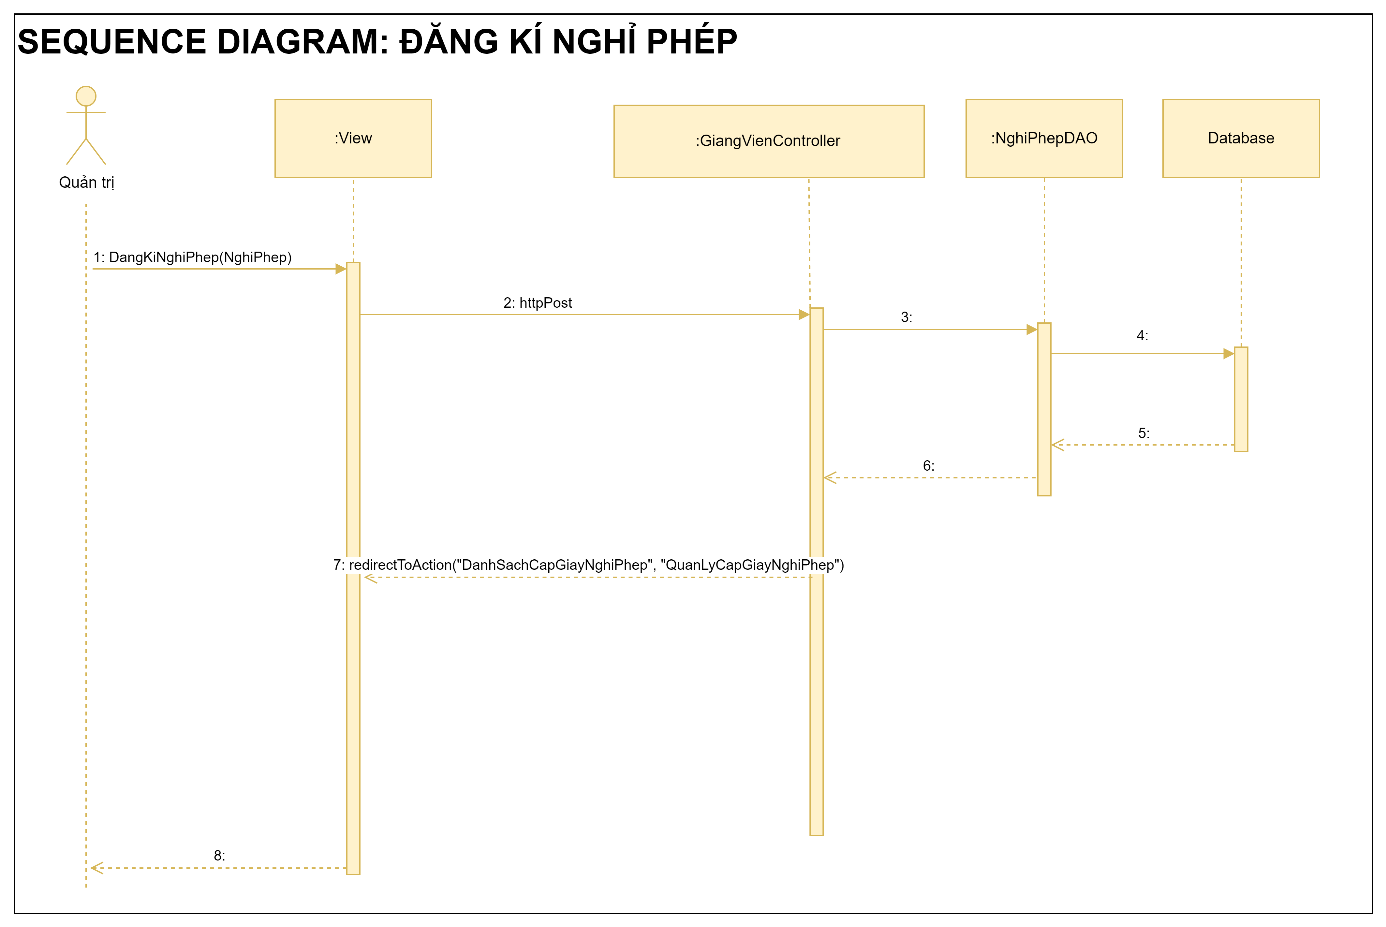 SEQUENCE DIAGRAM: ĐĂNG KÍ NGHỈ PHÉP
:View
:GiangVienController
:NghiPhepDAO
Database
Quản trị
1: DangKiNghiPhep(NghiPhep)
2: httpPost
3:
4:
5:
6:
7: redirectToAction("DanhSachCapGiayNghiPhep", "QuanLyCapGiayNghiPhep")
8: